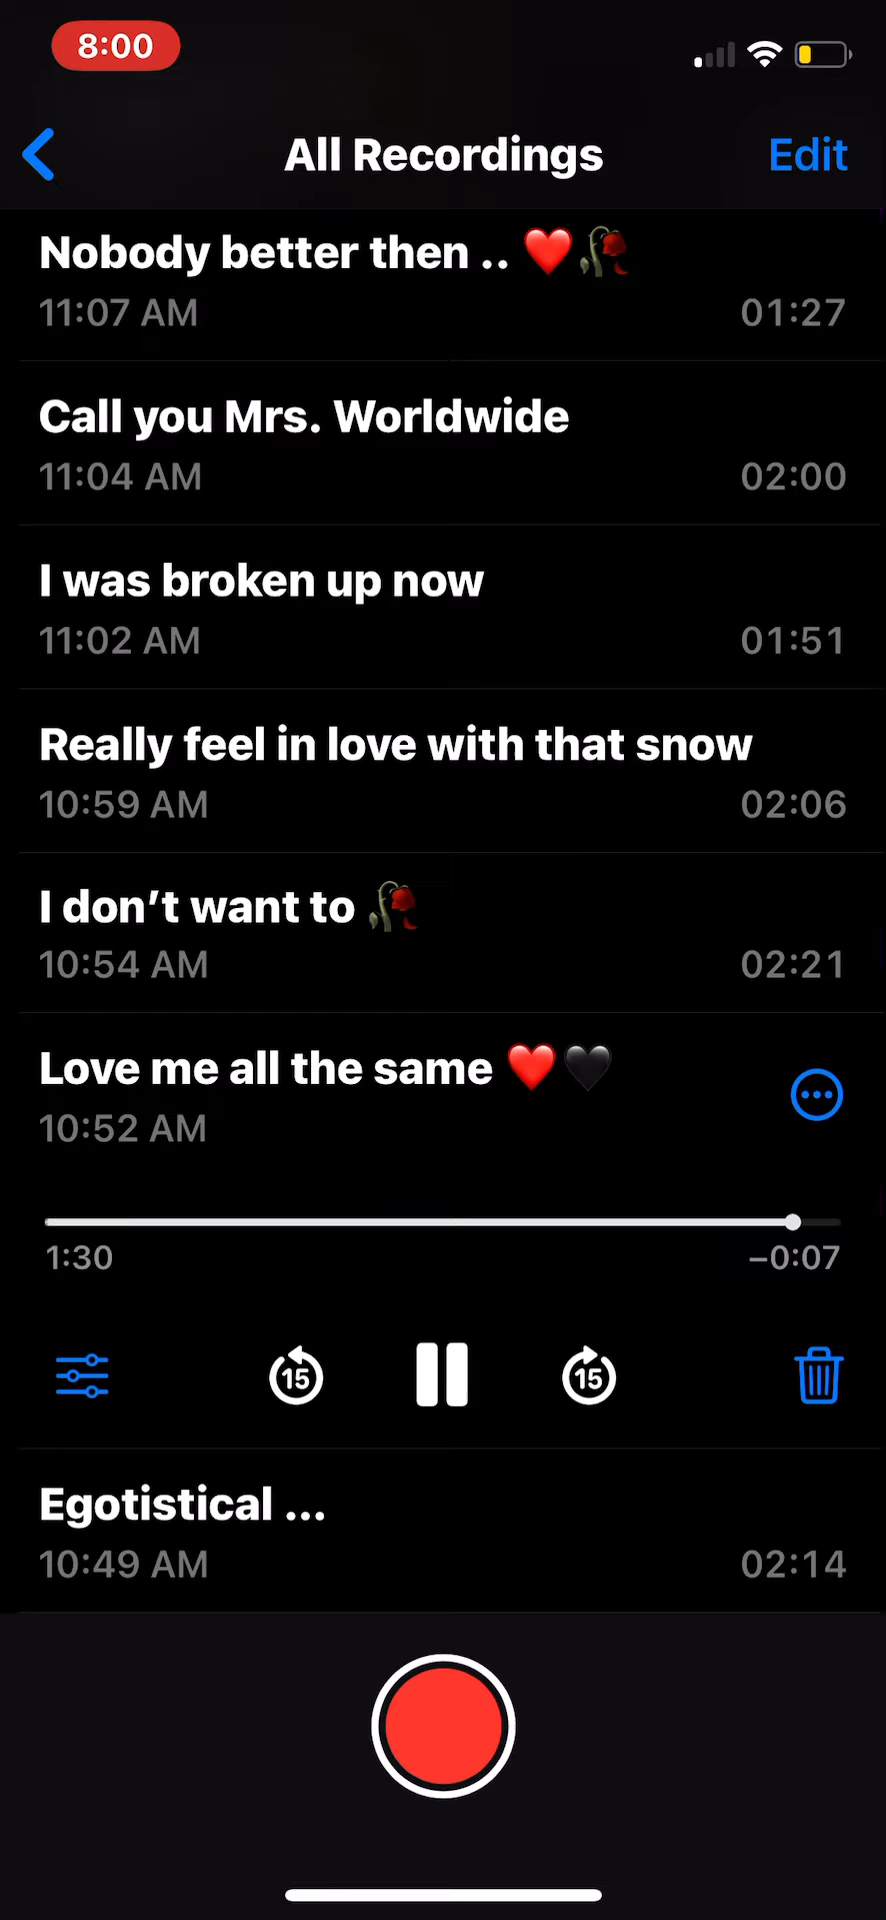 8:00
All Recordings Edit
Nobody better then .. ❤️🥀
11:07 AM 01:27
Call you Mrs. Worldwide
11:04 AM 02:00
I was broken up now
11:02 AM 01:51
Really feel in love with that snow
10:59 AM 02:06
I don’t want to 🥀
10:54 AM 02:21
Love me all the same ❤️🖤
10:52 AM
1:30 –0:07
15 15
Egotistical ...
10:49 AM 02:14